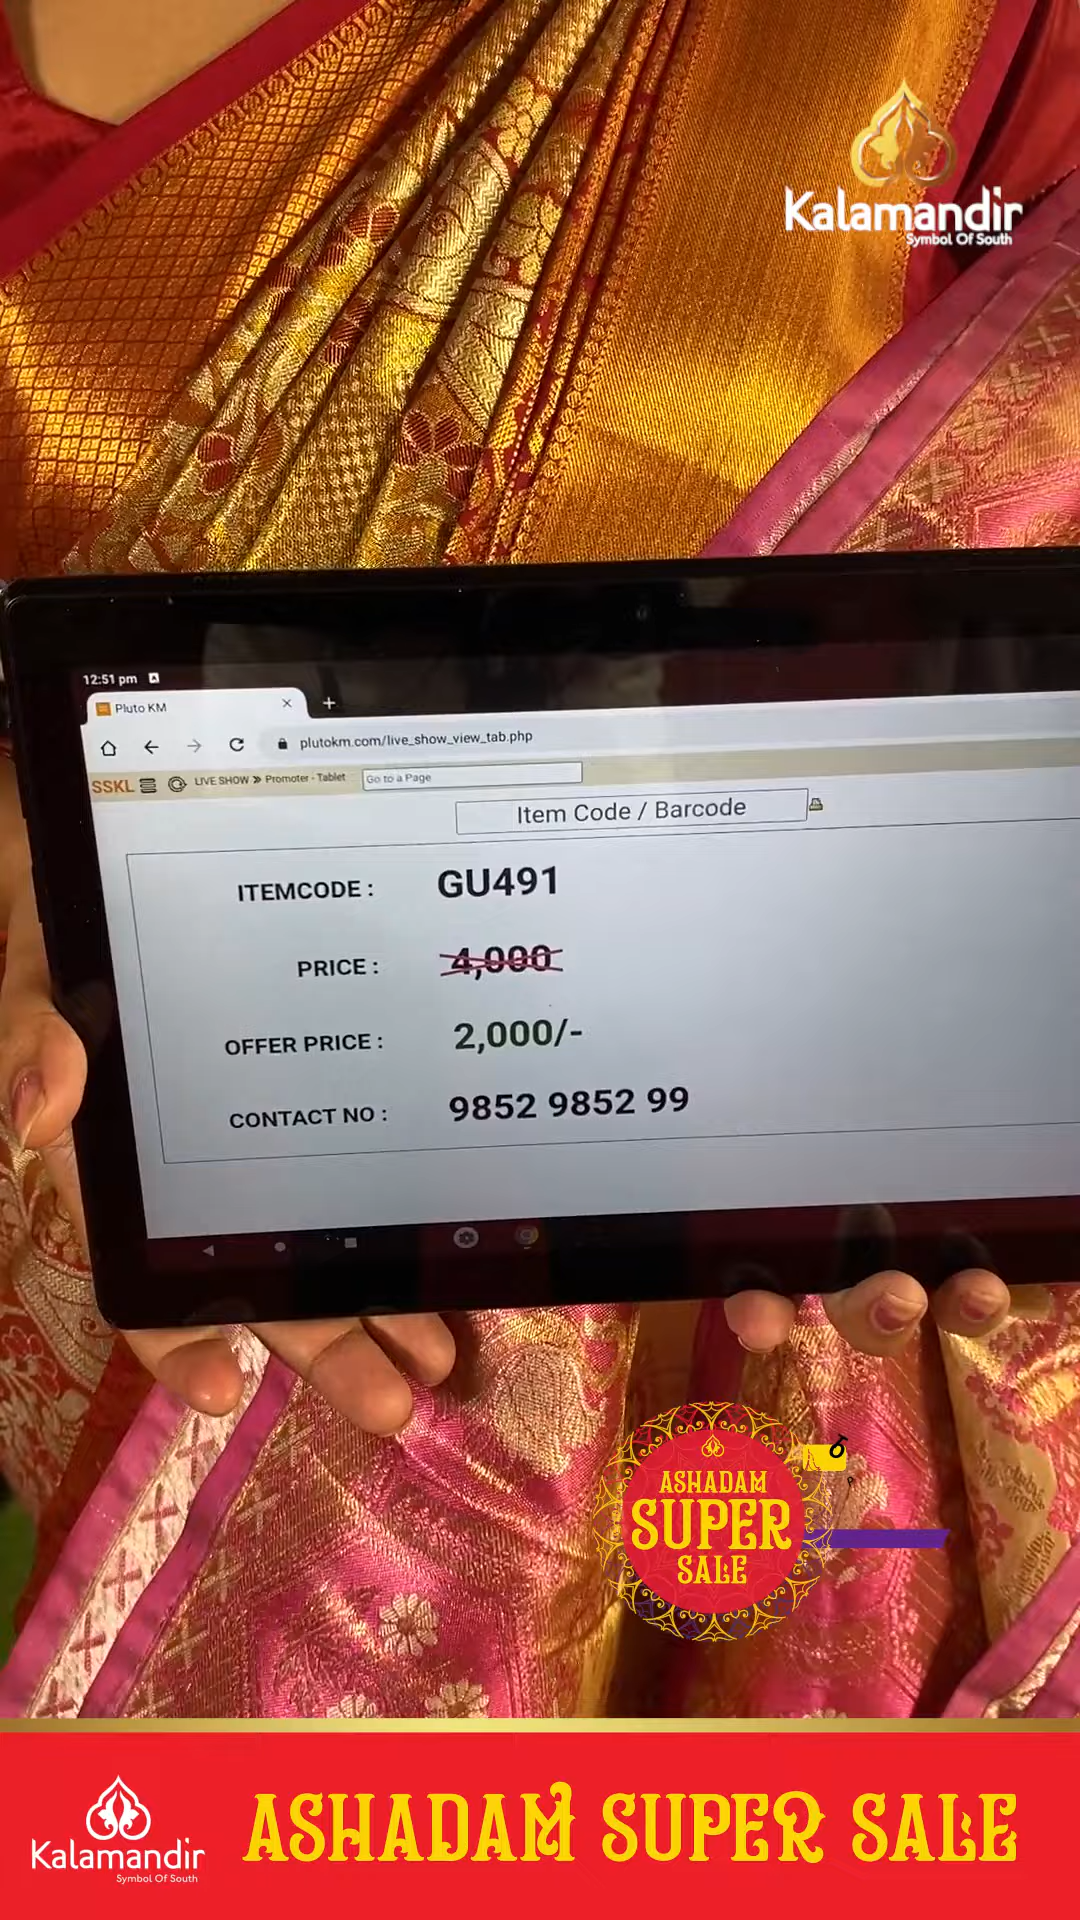 Kalamandir
Symbol Of South
12:51 pm
Pluto KM
plutokm.com/live_show_view_tab.php
SSKL LIVE SHOW » Promoter - Tablet Go to a Page
Item Code / Barcode
ITEMCODE : GU491
PRICE : 4,000
OFFER PRICE : 2,000/-
CONTACT NO : 9852 9852 99
ASHADAM
SUPER
SALE
Kalamandir
Symbol Of South
ASHADAM SUPER SALE